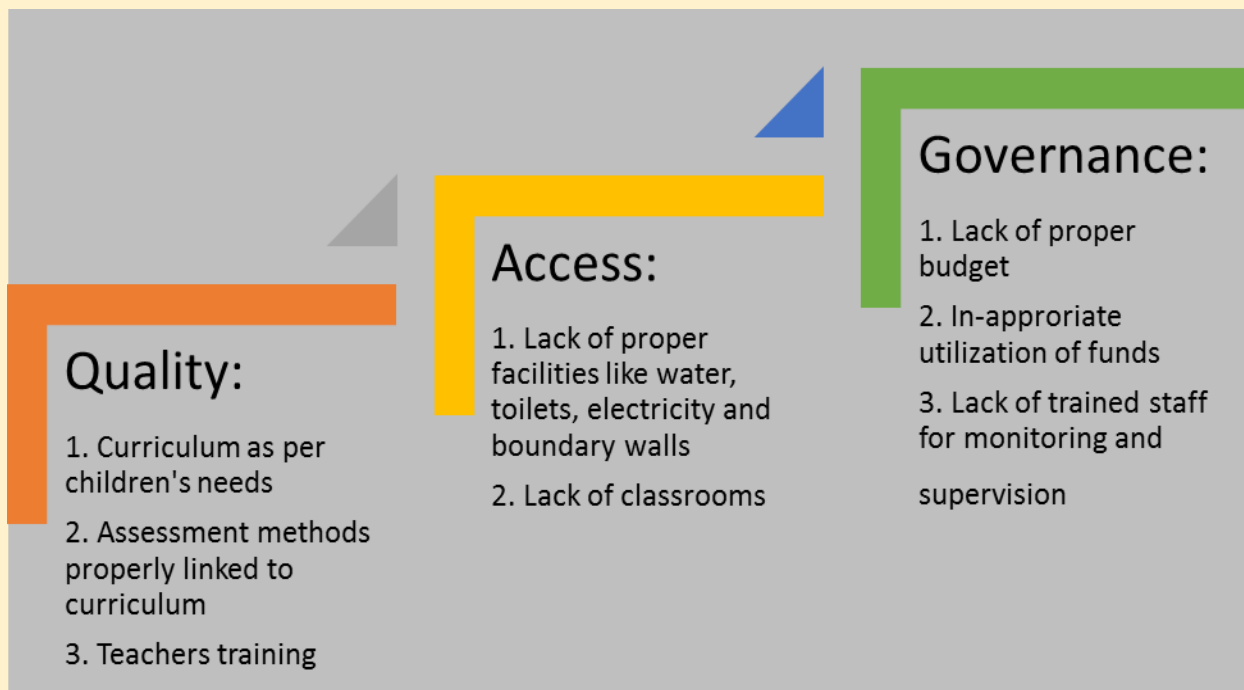 Quality:
1. Curriculum as per
children's needs
2. Assessment methods
properly linked to
curriculum
3. Teachers training
Access:
1. Lack of proper
facilities like water,
toilets, electricity and
boundary walls
2. Lack of classrooms
Governance:
1. Lack of proper
budget
2. In-approriate
utilization of funds
3. Lack of trained staff
for monitoring and
supervision